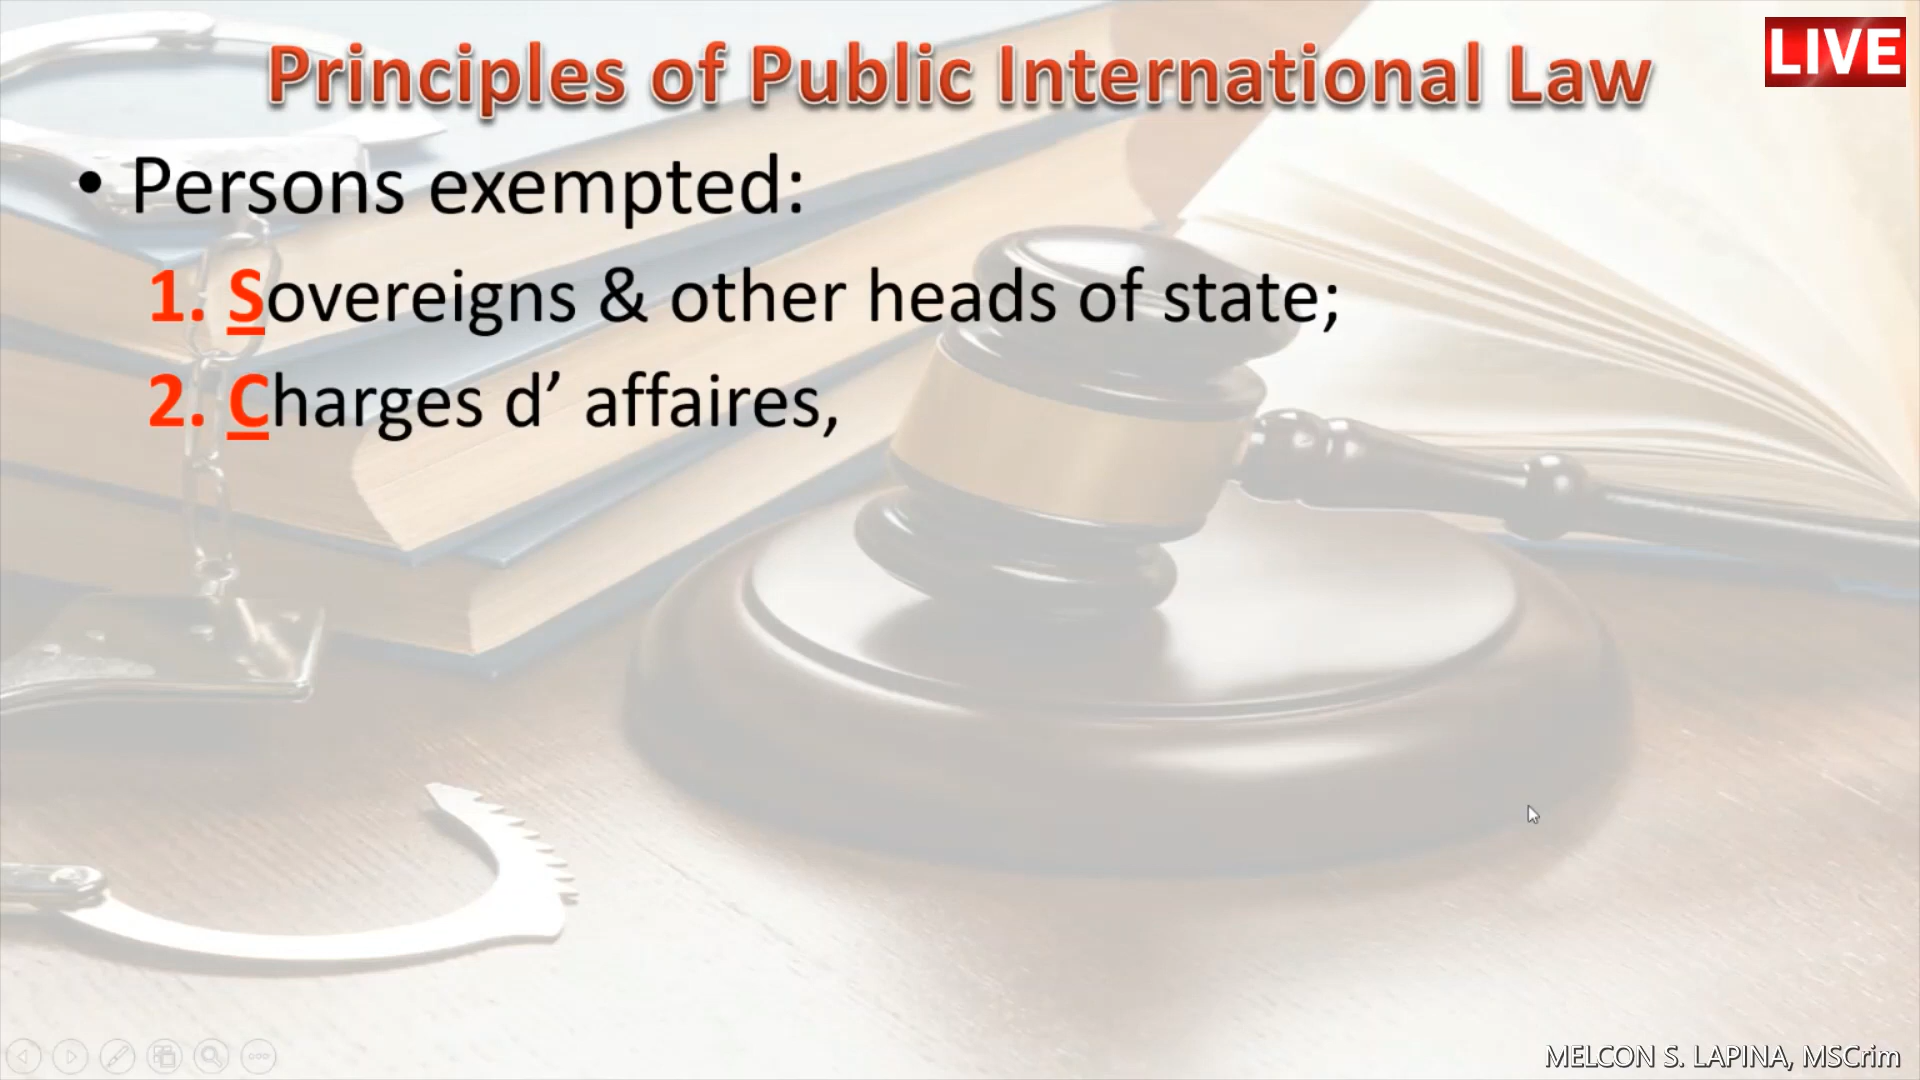 Principles of Public International Law
LIVE
• Persons exempted:
1. Sovereigns & other heads of state;
2. Charges d’ affaires,
MELCON S. LAPINA, MSCrim